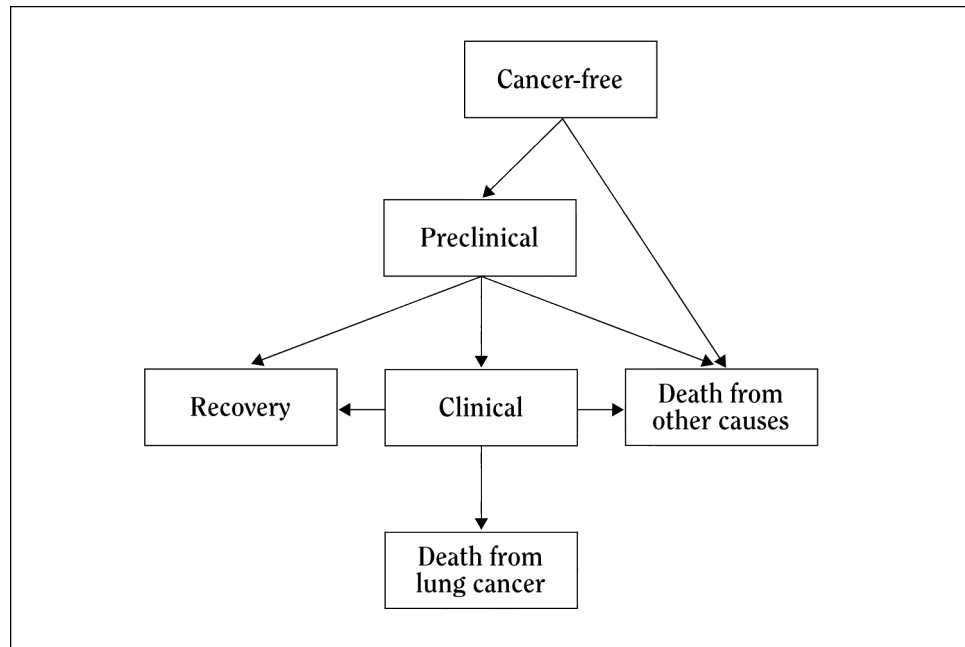 Cancer-free
Preclinical
Recovery
Clinical
Death from
other causes
Death from
lung cancer